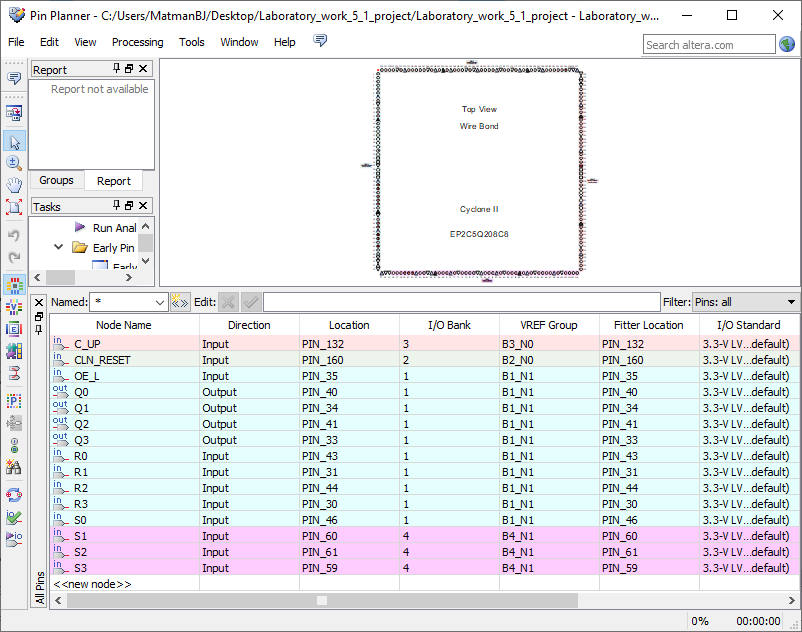 Pin Planner - C:/Users/MatmanBJ/Desktop/Laboratory_work_5_1_project/Laboratory_work_5_1_project - Laboratory_w...
File Edit View Processing Tools Window Help
Search altera.com
Report
Report not available
Groups Report
Tasks
Run Anal
Early Pin
Early
Top View
Wire Bond
Cyclone II
EP2C5Q208C8
Named: * Edit: Filter: Pins: all
Node Name Direction Location I/O Bank VREF Group Fitter Location I/O Standard
in C_UP Input PIN_132 3 B3_N0 PIN_132 3.3-V LV...default)
in CLN_RESET Input PIN_160 2 B2_N0 PIN_160 3.3-V LV...default)
in OE_L Input PIN_35 1 B1_N1 PIN_35 3.3-V LV...default)
out Q0 Output PIN_40 1 B1_N1 PIN_40 3.3-V LV...default)
out Q1 Output PIN_34 1 B1_N1 PIN_34 3.3-V LV...default)
out Q2 Output PIN_41 1 B1_N1 PIN_41 3.3-V LV...default)
out Q3 Output PIN_33 1 B1_N1 PIN_33 3.3-V LV...default)
in R0 Input PIN_43 1 B1_N1 PIN_43 3.3-V LV...default)
in R1 Input PIN_31 1 B1_N1 PIN_31 3.3-V LV...default)
in R2 Input PIN_44 1 B1_N1 PIN_44 3.3-V LV...default)
in R3 Input PIN_30 1 B1_N1 PIN_30 3.3-V LV...default)
in S0 Input PIN_46 1 B1_N1 PIN_46 3.3-V LV...default)
in S1 Input PIN_60 4 B4_N1 PIN_60 3.3-V LV...default)
in S2 Input PIN_61 4 B4_N1 PIN_61 3.3-V LV...default)
in S3 Input PIN_59 4 B4_N1 PIN_59 3.3-V LV...default)
<<new node>>
All Pins
0% 00:00:00